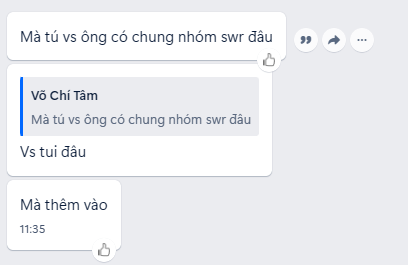 Mà tú vs ông có chung nhóm swr đâu
Võ Chí Tâm
Mà tú vs ông có chung nhóm swr đâu
Vs tui đâu
Mà thêm vào
11:35